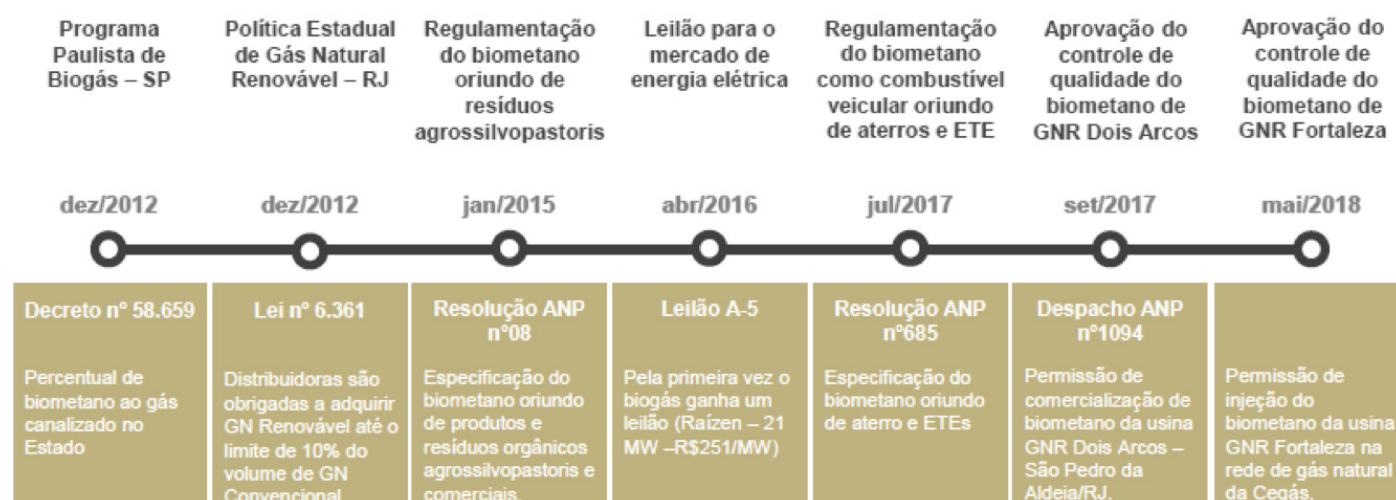 Programa
Paulista de
Biogás – SP
Política Estadual
de Gás Natural
Renovável – RJ
Regulamentação
do biometano
oriundo de
resíduos
agrossilvopastoris
Leilão para o
mercado de
energia elétrica
Regulamentação
do biometano
como combustível
veicular oriundo
de aterros e ETE
Aprovação do
controle de
qualidade do
biometano de
GNR Dois Arcos
Aprovação do
controle de
qualidade do
biometano de
GNR Fortaleza
dez/2012
dez/2012
jan/2015
abr/2016
jul/2017
set/2017
mai/2018
Decreto nº 58.659
Percentual de
biometano ao gás
canalizado no
Estado
Lei nº 6.361
Distribuidoras são
obrigadas a adquirir
GN Renovável até o
limite de 10% do
volume de GN
Convencional
Resolução ANP
nº08
Especificação do
biometano oriundo
de produtos e
resíduos orgânicos
agrossilvopastoris e
comerciais.
Leilão A-5
Pela primeira vez o
biogás ganha um
leilão (Raízen – 21
MW –R$251/MW)
Resolução ANP
nº685
Especificação do
biometano oriundo
de aterro e ETEs
Despacho ANP
nº1094
Permissão de
comercialização de
biometano da usina
GNR Dois Arcos –
São Pedro da
Aldeia/RJ.
Permissão de
injeção do
biometano da usina
GNR Fortaleza na
rede de gás natural
da Cegás.